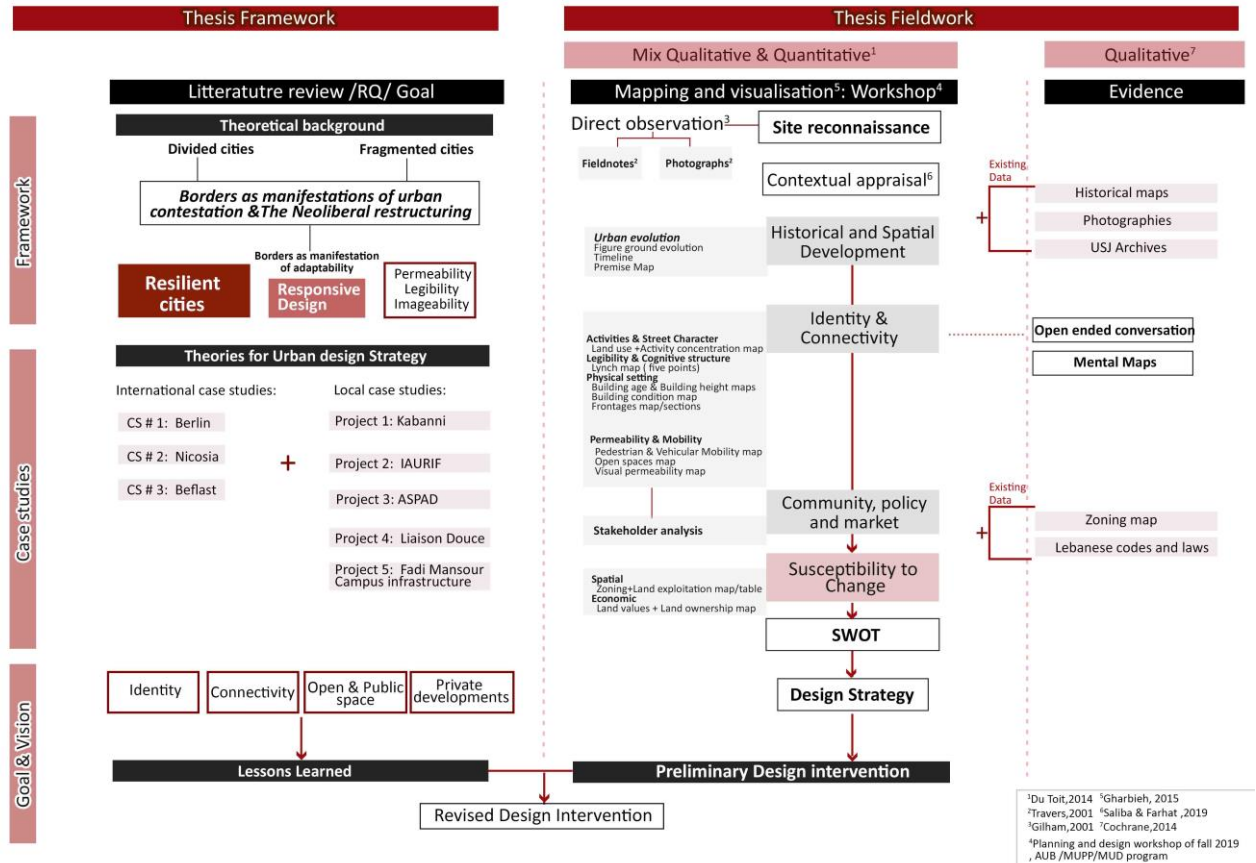 Thesis Framework
Thesis Fieldwork
Mix Qualitative & Quantitative¹
Qualitative⁷
Litteratutre review /RQ/ Goal
Mapping and visualisation⁵: Workshop⁴
Evidence
Framework
Theoretical background
Divided cities
Fragmented cities
Borders as manifestations of urban
contestation &The Neoliberal restructuring
Borders as manifestation
of adaptability
Resilient
cities
Responsive
Design
Permeability
Legibility
Imageability
Direct observation³
Site reconnaissance
Fieldnotes²
Photographs²
Contextual appraisal⁶
Existing
Data
+
Historical maps
Photographies
USJ Archives
Urban evolution
Figure ground evolution
Timeline
Premise Map
Historical and Spatial
Development
Case studies
Theories for Urban design Strategy
International case studies:
CS # 1: Berlin
CS # 2: Nicosia
CS # 3: Beflast
+
Local case studies:
Project 1: Kabanni
Project 2: IAURIF
Project 3: ASPAD
Project 4: Liaison Douce
Project 5: Fadi Mansour
Campus infrastructure
Activities & Street Character
Land use +Activity concentration map
Legibility & Cognitive structure
Lynch map ( five points)
Physical setting
Building age & Building height maps
Building condition map
Frontages map/sections
Permeability & Mobility
Pedestrian & Vehicular Mobility map
Open spaces map
Visual permeability map
Stakeholder analysis
Spatial
Zoning+Land exploitation map/table
Economic
Land values + Land ownership map
Identity &
Connectivity
Open ended conversation
Mental Maps
Community, policy
and market
Existing
Data
+
Zoning map
Lebanese codes and laws
Susceptibility to
Change
SWOT
Design Strategy
Goal & Vision
Identity
Connectivity
Open & Public
space
Private
developments
Lessons Learned
Preliminary Design intervention
Revised Design Intervention
¹Du Toit,2014 ⁵Gharbieh, 2015
²Travers,2001 ⁶Saliba & Farhat ,2019
³Gilham,2001 ⁷Cochrane,2014
⁴Planning and design workshop of fall 2019
, AUB /MUPP/MUD program